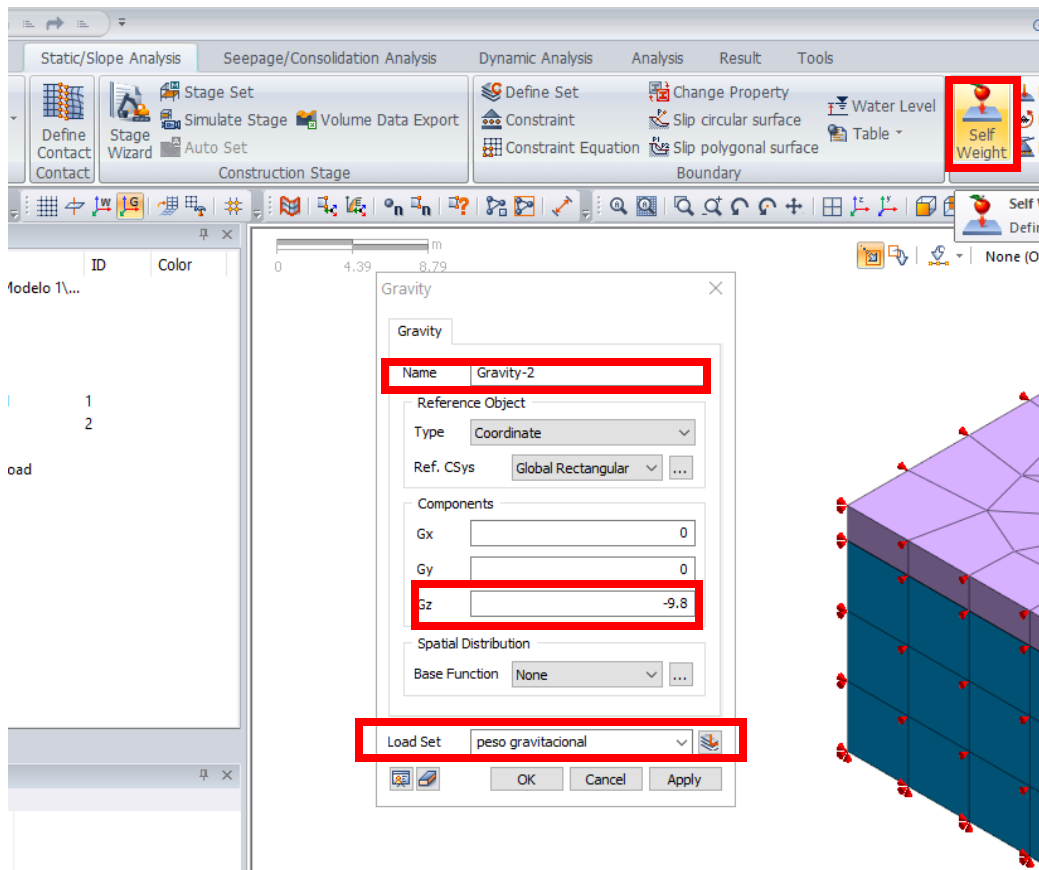 Static/Slope Analysis Seepage/Consolidation Analysis Dynamic Analysis Analysis Result Tools
Define Contact
Stage Wizard
Stage Set
Simulate Stage Volume Data Export
Auto Set
Contact
Construction Stage
Define Set
Constraint
Constraint Equation
Change Property
Slip circular surface
Slip polygonal surface
Water Level
Table
Boundary
Self Weight
Self
Defi
ID Color
Modelo 1\...
1
2
oad
m
0 4.39 8.79
None (O
Gravity
Gravity
Name Gravity-2
Reference Object
Type Coordinate
Ref. CSys Global Rectangular ...
Components
Gx 0
Gy 0
Gz -9.8
Spatial Distribution
Base Function None ...
Load Set peso gravitacional
OK Cancel Apply